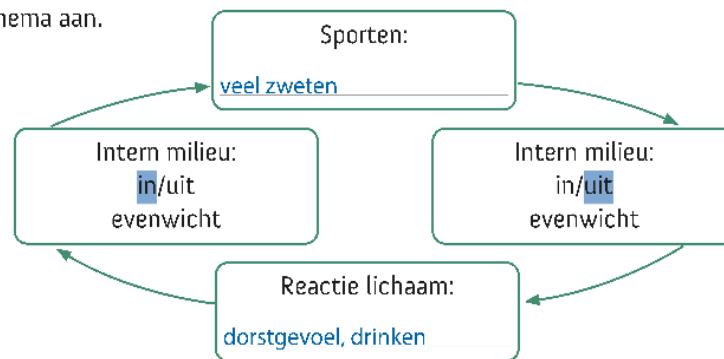 hema aan.
Sporten:
veel zweten
Intern milieu:
in/uit
evenwicht
Intern milieu:
in/uit
evenwicht
Reactie lichaam:
dorstgevoel, drinken